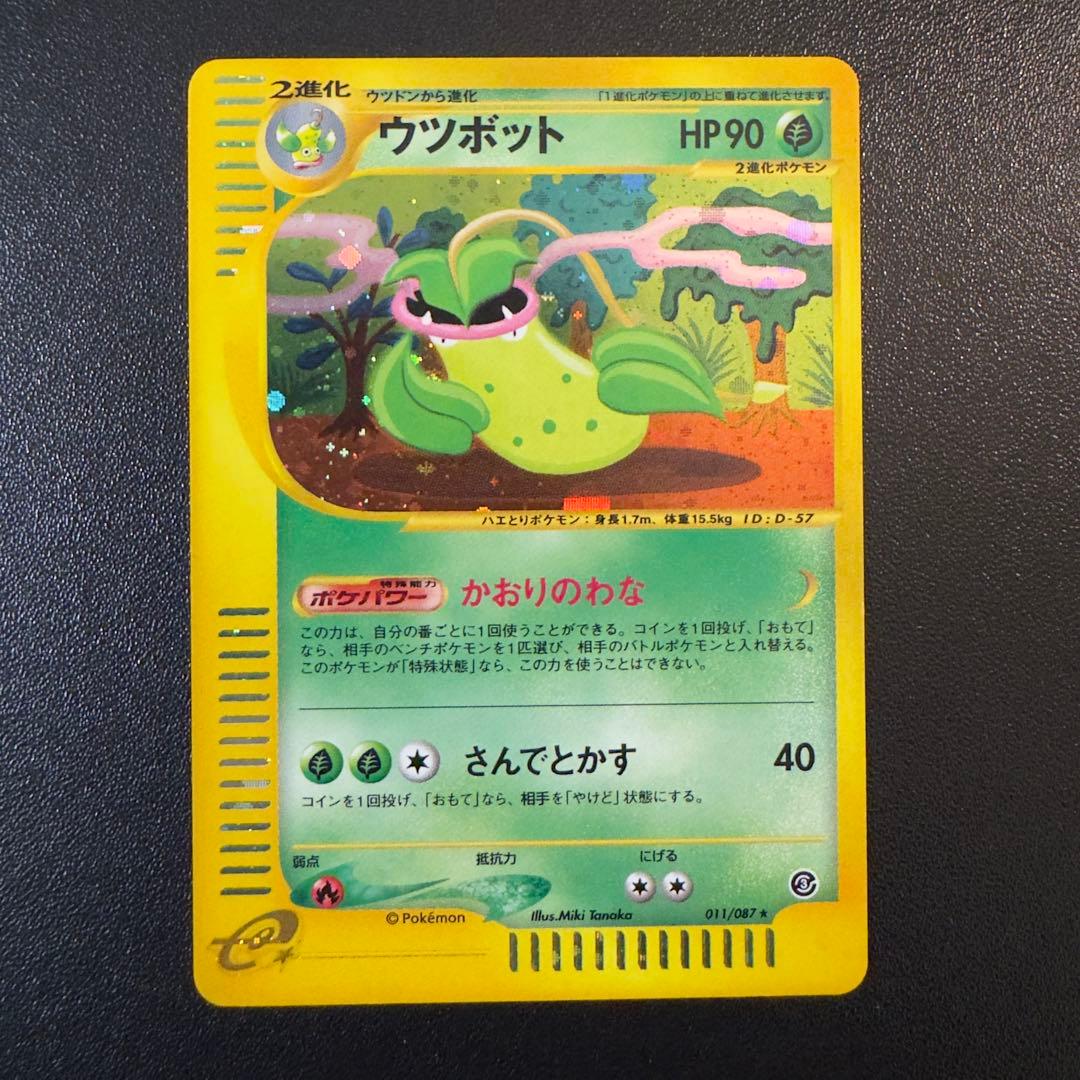 2進化 ウツドンから進化 「1進化ポケモン」の上に重ねて進化させます。
ウツボット HP90
2進化ポケモン
ハエとりポケモン：身長1.7m、体重15.5kg ID：D-57
特殊能力
ポケパワー かおりのわな
この力は、自分の番ごとに1回使うことができる。コインを1回投げ、「おもて」
なら、相手のベンチポケモンを1匹選び、相手のバトルポケモンと入れ替える。
このポケモンが「特殊状態」なら、この力を使うことはできない。
さんでとかす 40
コインを1回投げ、「おもて」なら、相手を「やけど」状態にする。
弱点 抵抗力 にげる
© Pokémon Illus.Miki Tanaka 011/087★
3
e